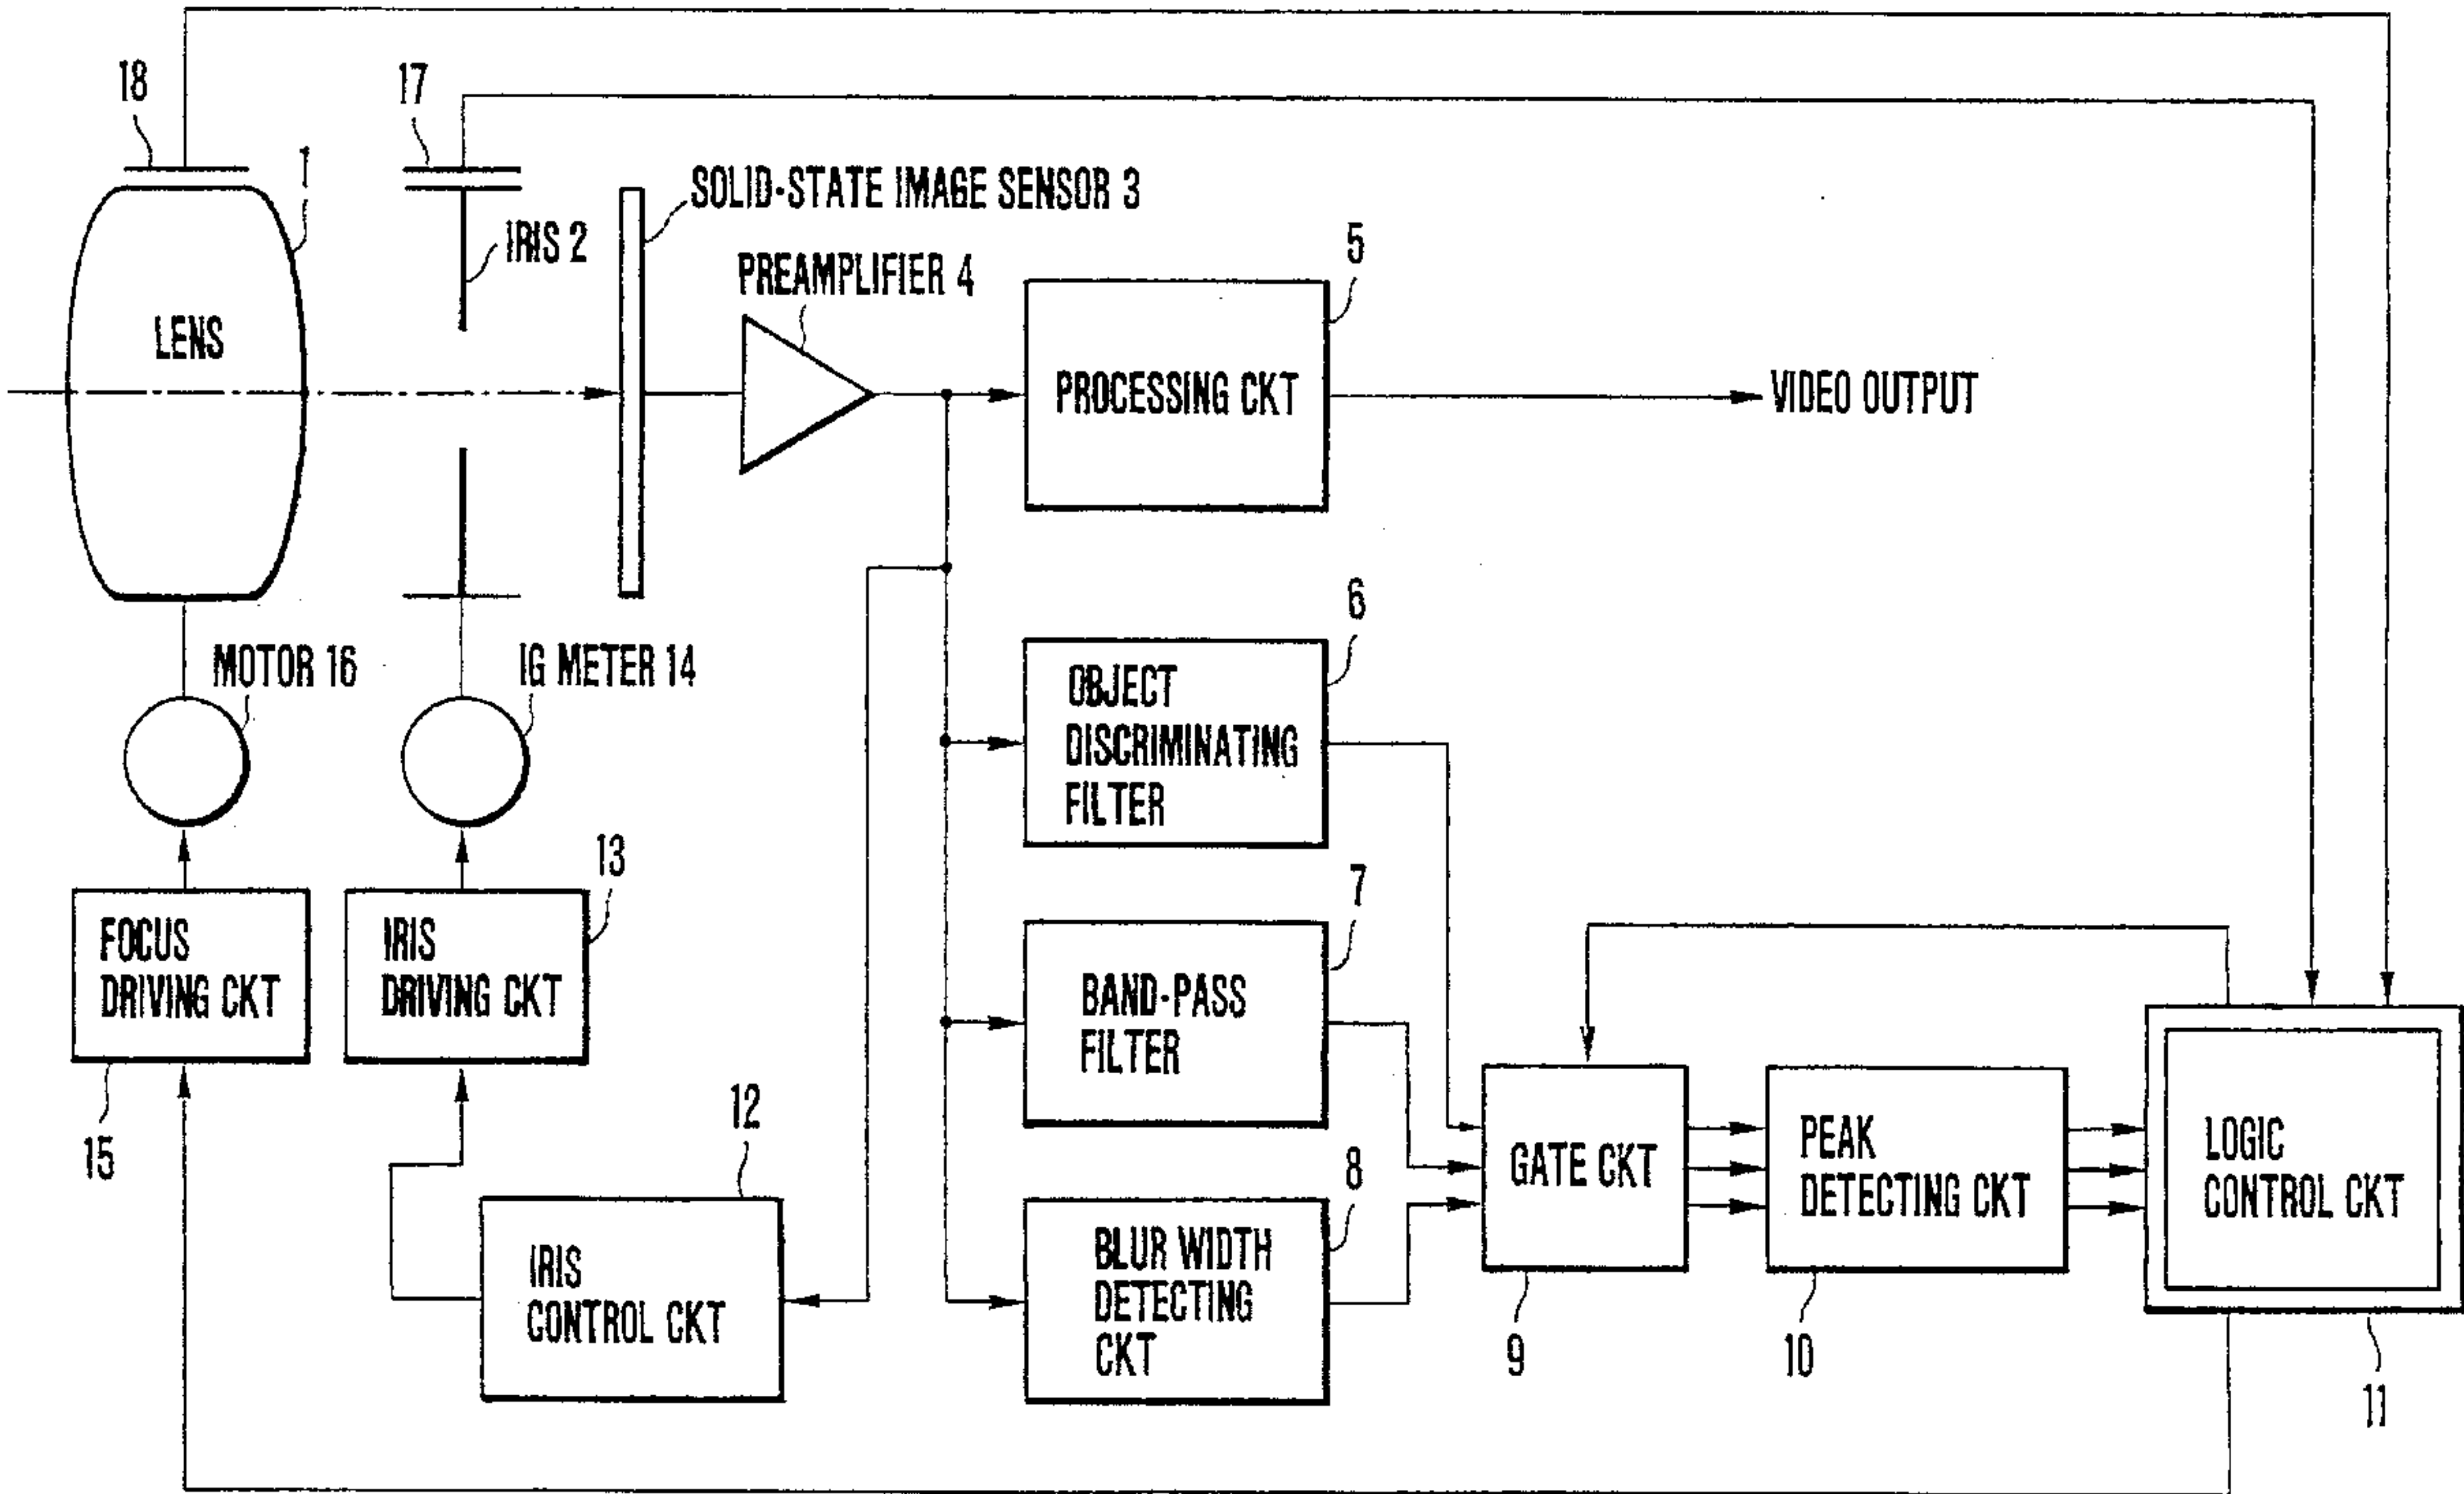 18
17
1
SOLID-STATE IMAGE SENSOR 3
IRIS 2
PREAMPLIFIER 4
5
LENS
PROCESSING CKT
VIDEO OUTPUT
6
MOTOR 16
IG METER 14
OBJECT
DISCRIMINATING
FILTER
13
7
FOCUS
DRIVING CKT
IRIS
DRIVING CKT
BAND-PASS
FILTER
15
12
8
GATE CKT
PEAK
DETECTING CKT
LOGIC
CONTROL CKT
IRIS
CONTROL CKT
BLUR WIDTH
DETECTING
CKT
9
10
11